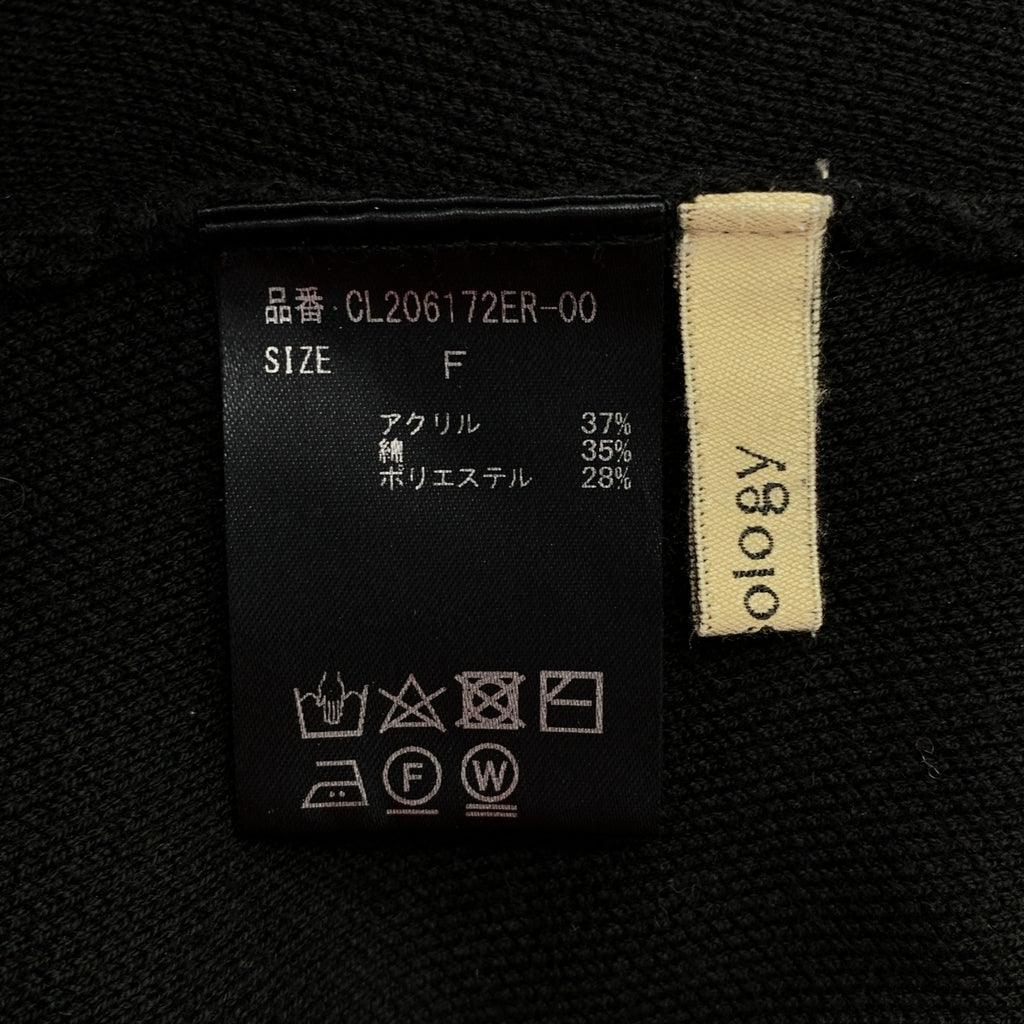 品番 CL206172ER-00
SIZE F
アクリル 37%
綿 35%
ポリエステル 28%
F W
ology